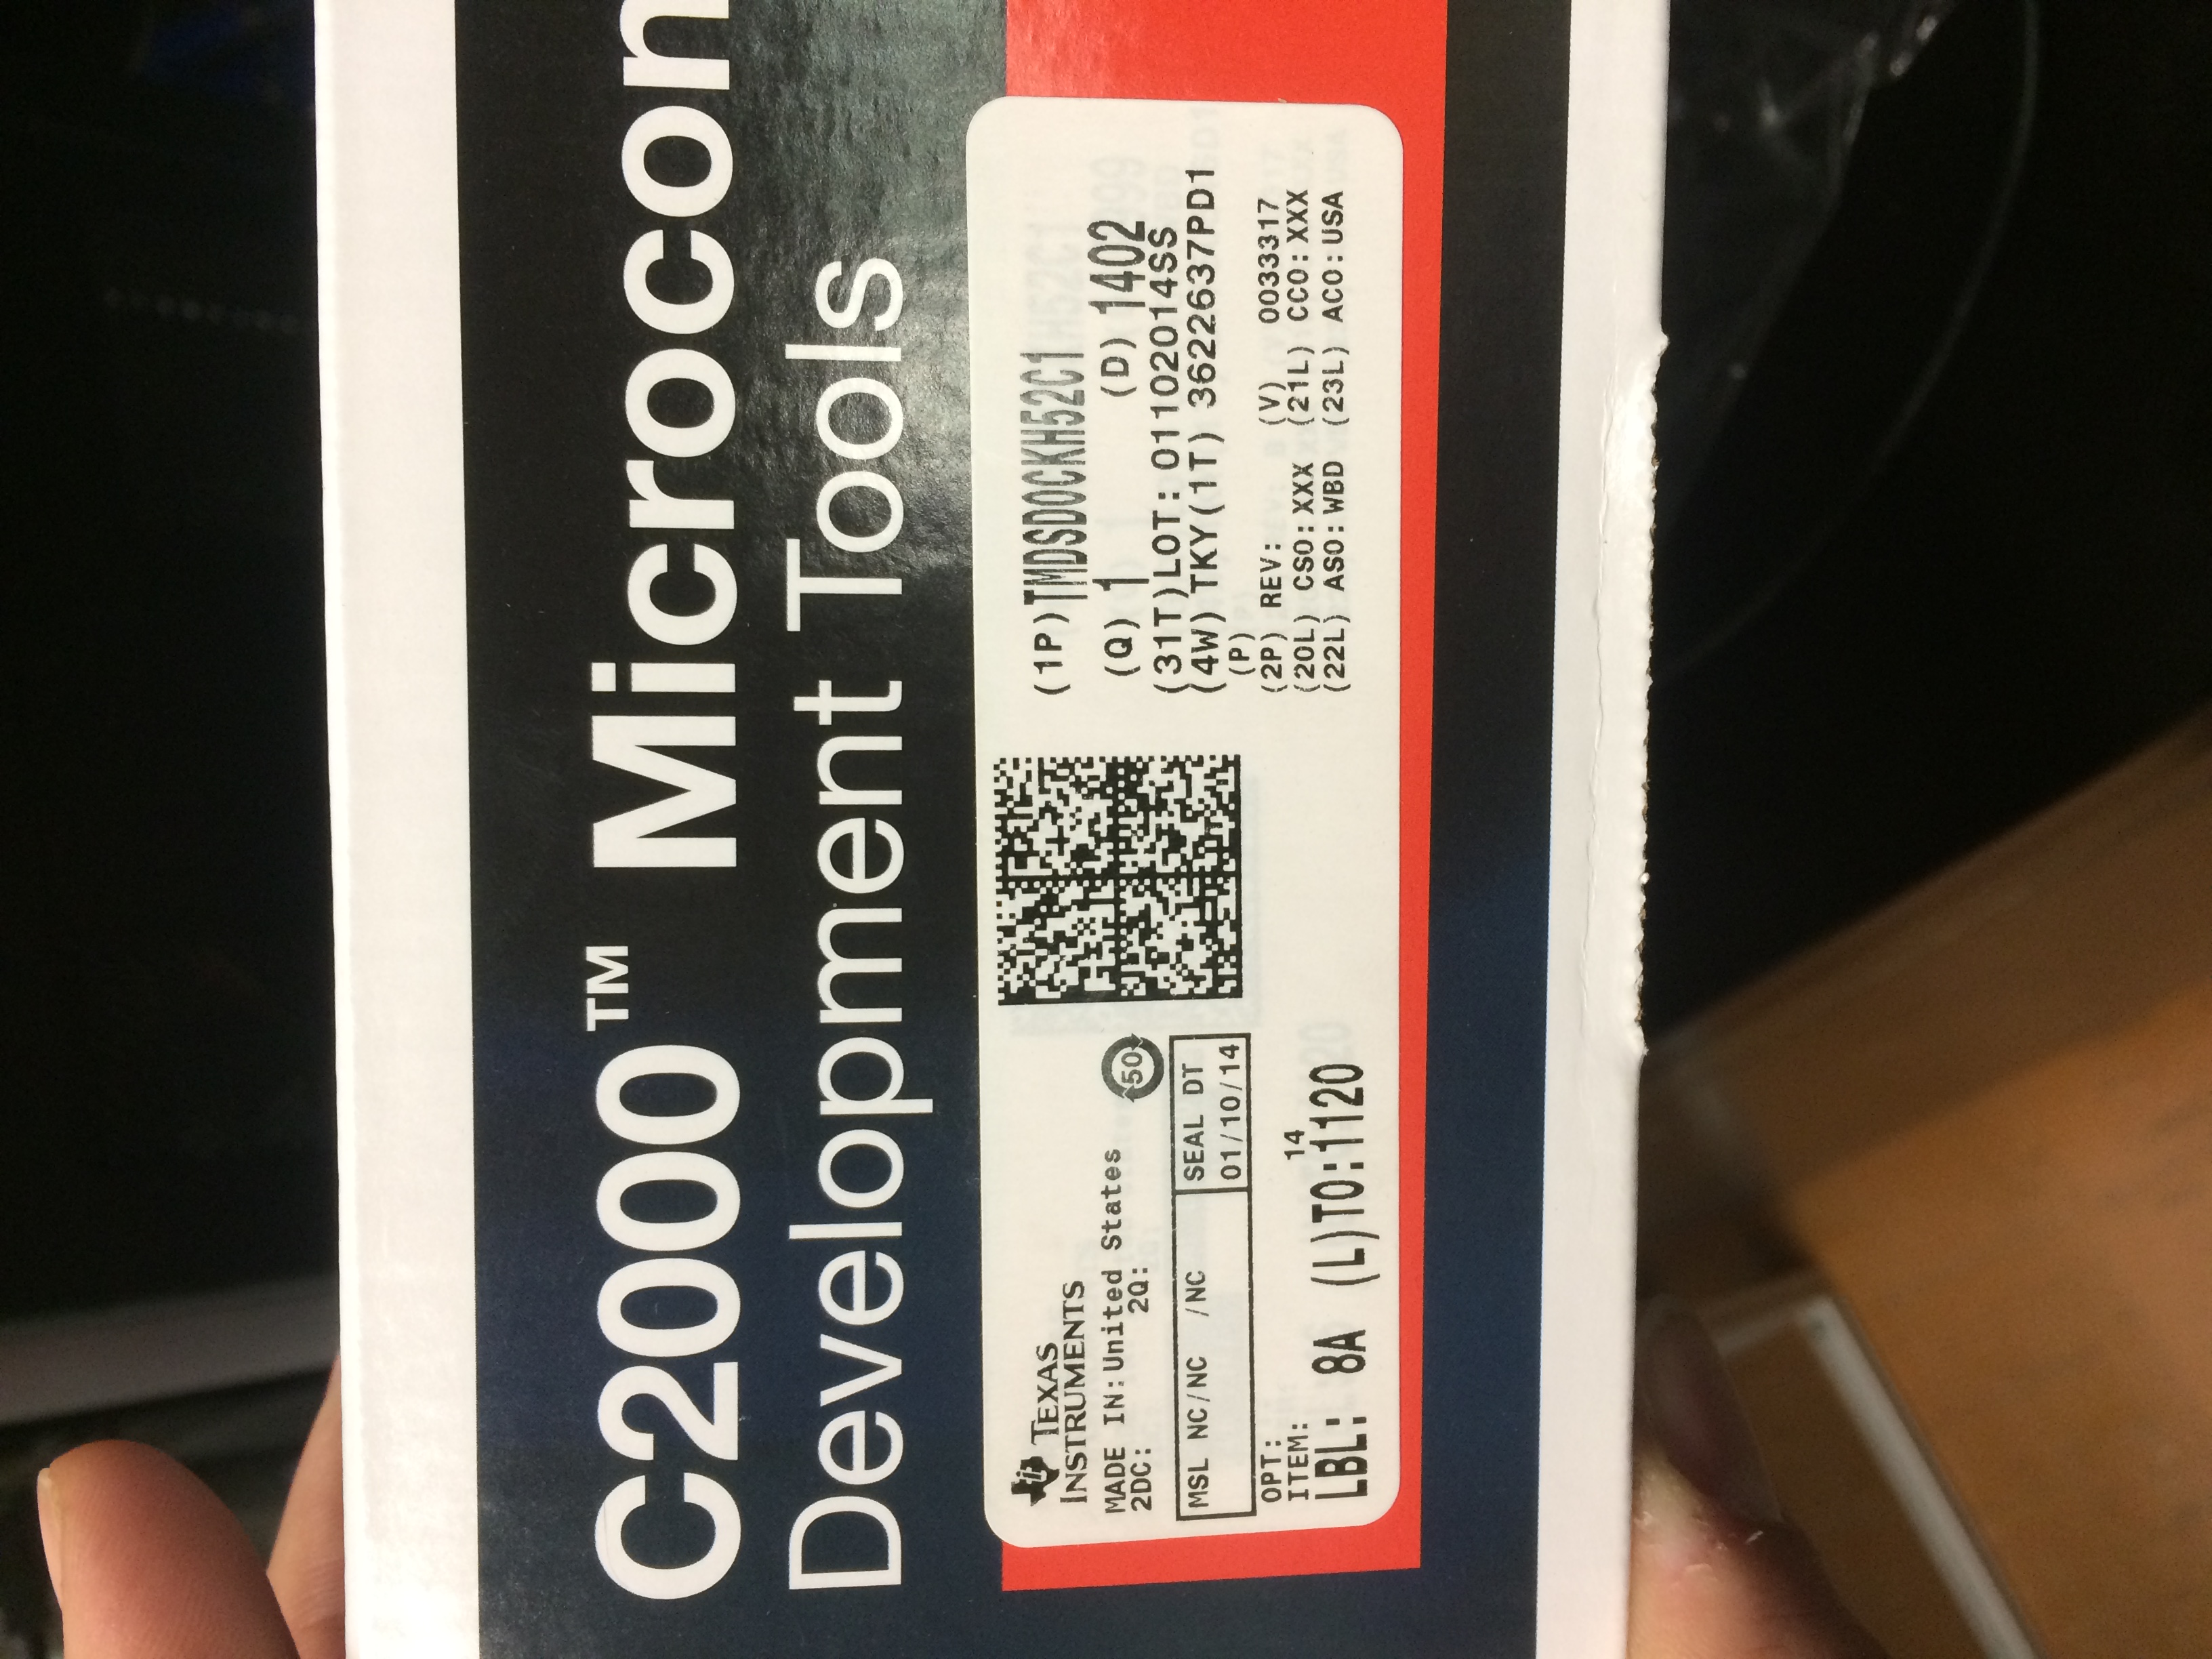 C2000™ Microcon
Development Tools
TEXAS
INSTRUMENTS
MADE IN:United States
2DC: 2Q:
50
MSL NC/NC /NC
SEAL DT
01/10/14
OPT:
ITEM: 14
LBL: 8A (L)TO:1120
(1P)TMDSDOCKH52C1
(Q) 1 (D) 1402
(31T)LOT: 01102014SS
(4W) TKY(1T) 3622637PD1
(P)
(2P) REV: (V) 0033317
(20L) CSO:XXX (21L) CCO:XXX
(22L) ASO:WBD (23L) ACO:USA